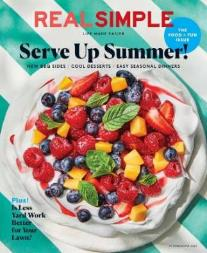 REAL SIMPLE
LIFE MADE EASIER
THE
FOOD & FUN
ISSUE
Serve Up Summer!
NEW BBQ SIDES | COOL DESSERTS | EASY SEASONAL DINNERS
Plus!
Is Less
Yard Work
Better
for Your
Lawn?